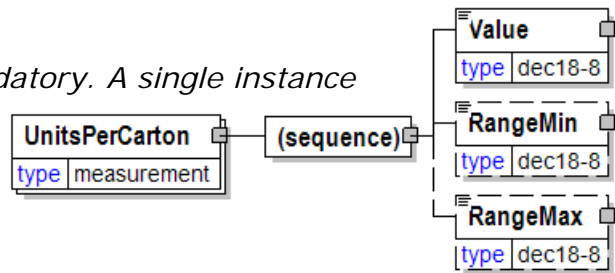 Value
type dec18-8
datory. A single instance
UnitsPerCarton
type measurement
(sequence)
RangeMin
type dec18-8
RangeMax
type dec18-8